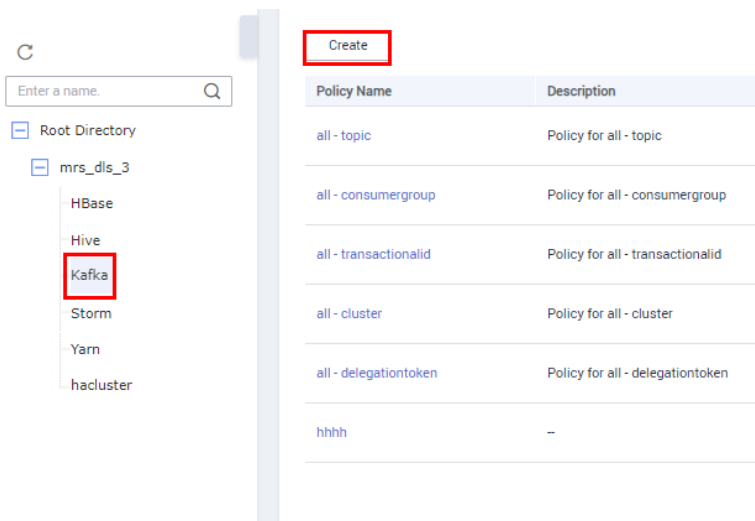 Enter a name.
Root Directory
mrs_dls_3
HBase
Hive
Kafka
Storm
Yarn
hacluster
Create
Policy Name Description
all - topic Policy for all - topic
all - consumergroup Policy for all - consumergroup
all - transactionalid Policy for all - transactionalid
all - cluster Policy for all - cluster
all - delegationtoken Policy for all - delegationtoken
hhhh --